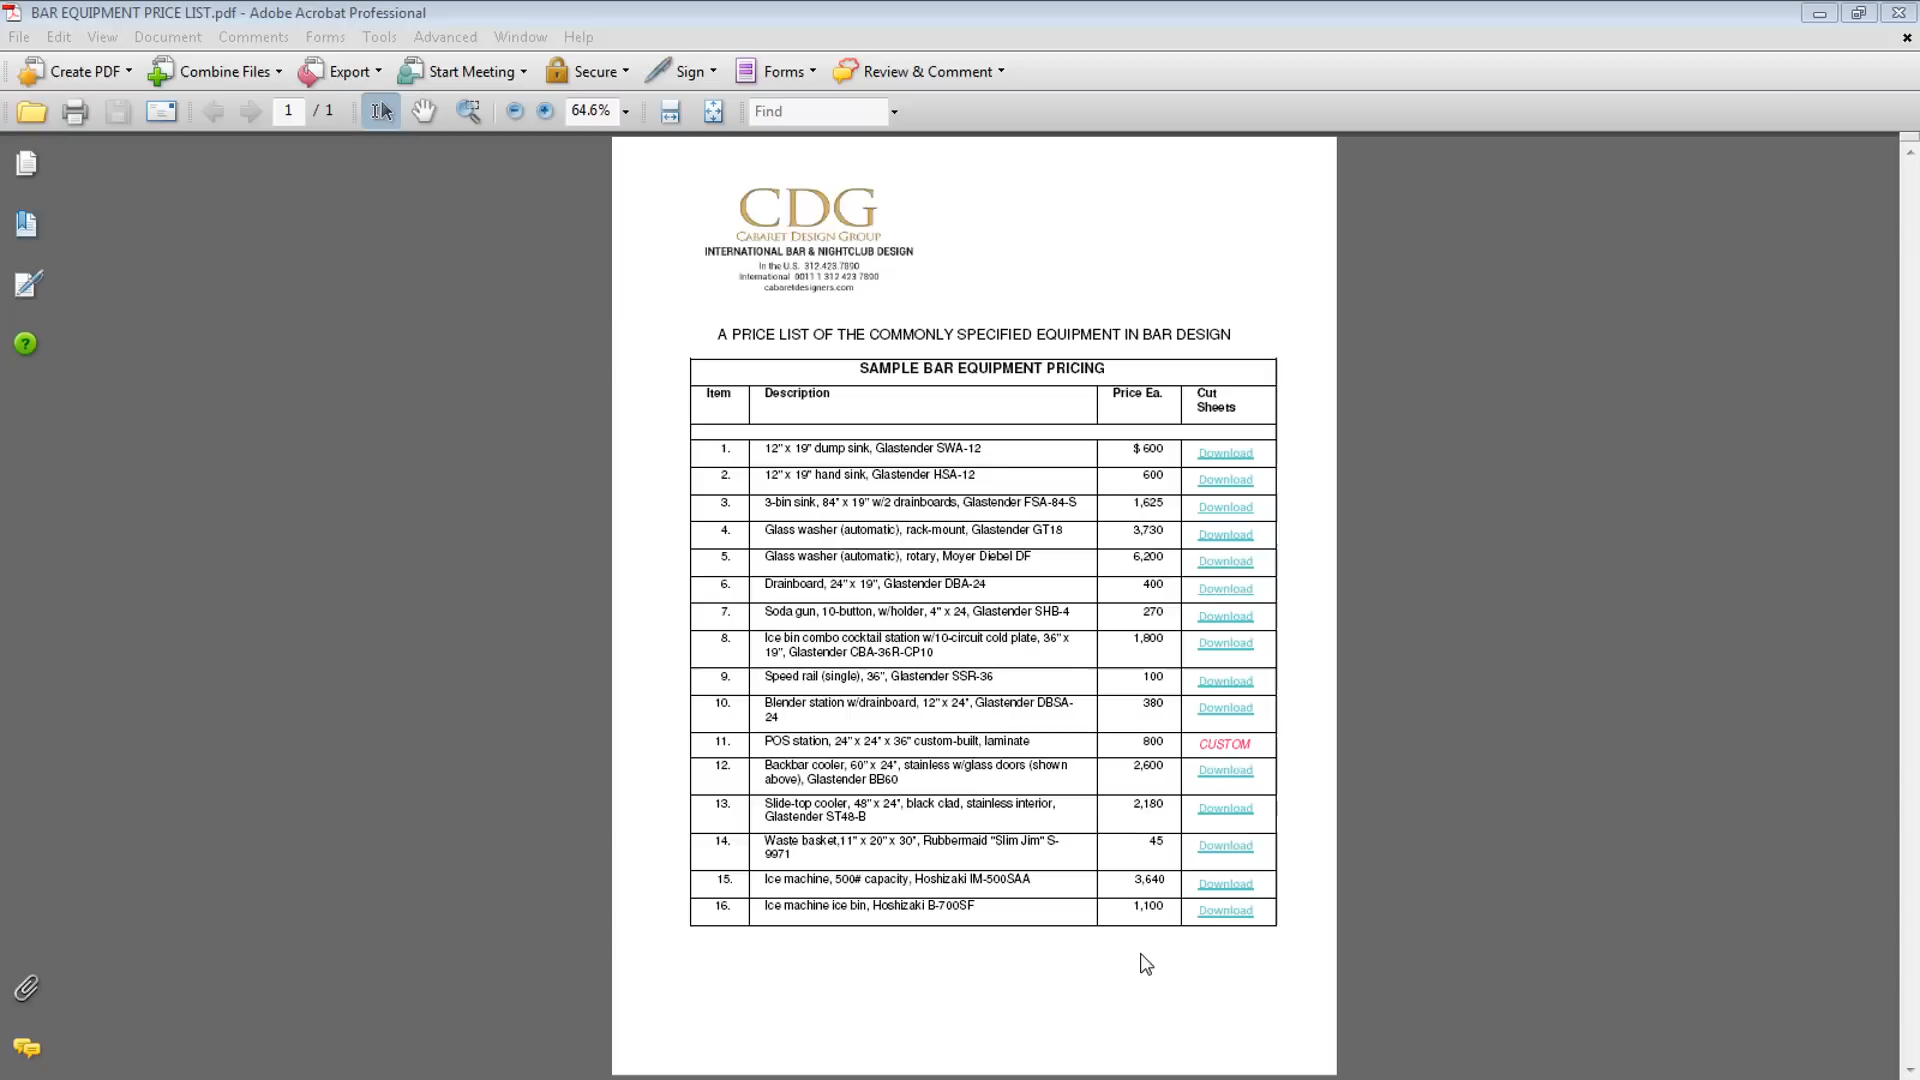 BAR EQUIPMENT PRICE LIST.pdf - Adobe Acrobat Professional
File Edit View Document Comments Forms Tools Advanced Window Help
Create PDF Combine Files Export Start Meeting Secure Sign Forms Review & Comment
1 / 1 64.6% Find
CDG
CABARET DESIGN GROUP
INTERNATIONAL BAR & NIGHTCLUB DESIGN
In the U.S. 312.423.7890
International 0011 1 312 423 7890
cabaretdesigners.com
A PRICE LIST OF THE COMMONLY SPECIFIED EQUIPMENT IN BAR DESIGN
SAMPLE BAR EQUIPMENT PRICING
Item Description Price Ea. Cut
Sheets
1. 12" x 19" dump sink, Glastender SWA-12 $ 600 Download
2. 12" x 19" hand sink, Glastender HSA-12 600 Download
3. 3-bin sink, 84" x 19" w/2 drainboards, Glastender FSA-84-S 1,625 Download
4. Glass washer (automatic), rack-mount, Glastender GT18 3,730 Download
5. Glass washer (automatic), rotary, Moyer Diebel DF 6,200 Download
6. Drainboard, 24" x 19", Glastender DBA-24 400 Download
7. Soda gun, 10-button, w/holder, 4" x 24, Glastender SHB-4 270 Download
8. Ice bin combo cocktail station w/10-circuit cold plate, 36" x 1,800 Download
19", Glastender CBA-36R-CP10
9. Speed rail (single), 36", Glastender SSR-36 100 Download
10. Blender station w/drainboard, 12" x 24", Glastender DBSA- 380 Download
24
11. POS station, 24" x 24" x 36" custom-built, laminate 800 CUSTOM
12. Backbar cooler, 60" x 24", stainless w/glass doors (shown 2,600 Download
above), Glastender BB60
13. Slide-top cooler, 48" x 24", black clad, stainless interior, 2,180 Download
Glastender ST48-B
14. Waste basket,11" x 20" x 30", Rubbermaid "Slim Jim" S- 45 Download
9971
15. Ice machine, 500# capacity, Hoshizaki IM-500SAA 3,640 Download
16. Ice machine ice bin, Hoshizaki B-700SF 1,100 Download